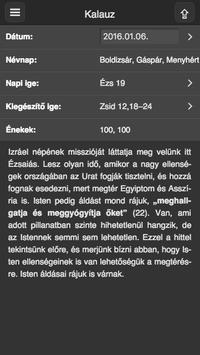 Kalauz
Dátum: 2016.01.06.
Névnap: Boldizsár, Gáspár, Menyhért
Napi ige: Ézs 19
Kiegészítő ige: Zsid 12,18–24
Énekek: 100, 100
Izráel népének misszióját láttatja meg velünk itt
Ézsaiás. Lesz olyan idő, amikor a nagy ellensé-
gek országában az Urat fogják tisztelni, és hozzá
fognak esedezni, mert megtér Egyiptom és Asszí-
ria is. Isten pedig áldást mond rájuk, „meghall-
gatja és meggyógyítja őket” (22). Van, ami
adott pillanatban szinte hihetetlenül hangzik, de
az Istennek semmi sem lehetetlen. Ezzel a hittel
tekintsünk előre, és merjünk bízni abban, hogy Is-
ten ellenségeinek is van lehetőségük a megtérés-
re. Isten áldásai rájuk is várnak.